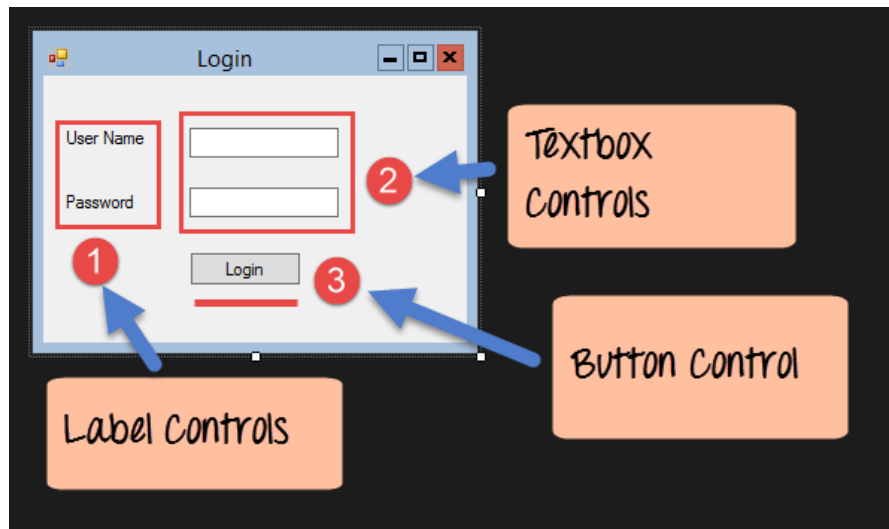 Login
User Name
Password
Login
1
2
3
Textbox
Controls
Button Control
Label Controls